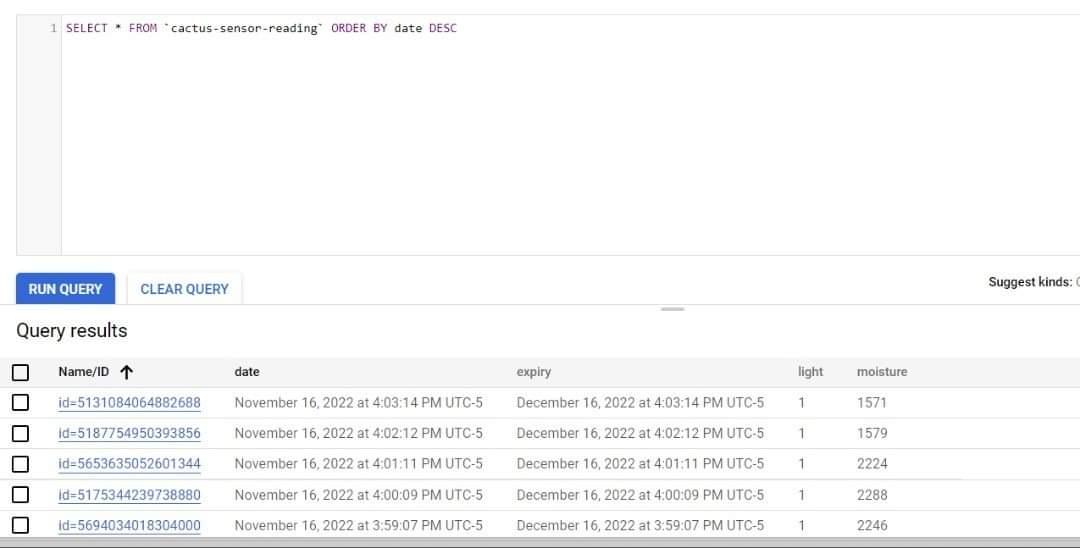 1 SELECT * FROM `cactus-sensor-reading` ORDER BY date DESC
RUN QUERY CLEAR QUERY Suggest kinds:
Query results
Name/ID ↑ date expiry light moisture
id=5131084064882688 November 16, 2022 at 4:03:14 PM UTC-5 December 16, 2022 at 4:03:14 PM UTC-5 1 1571
id=5187754950393856 November 16, 2022 at 4:02:12 PM UTC-5 December 16, 2022 at 4:02:12 PM UTC-5 1 1579
id=5653635052601344 November 16, 2022 at 4:01:11 PM UTC-5 December 16, 2022 at 4:01:11 PM UTC-5 1 2224
id=5175344239738880 November 16, 2022 at 4:00:09 PM UTC-5 December 16, 2022 at 4:00:09 PM UTC-5 1 2288
id=5694034018304000 November 16, 2022 at 3:59:07 PM UTC-5 December 16, 2022 at 3:59:07 PM UTC-5 1 2246